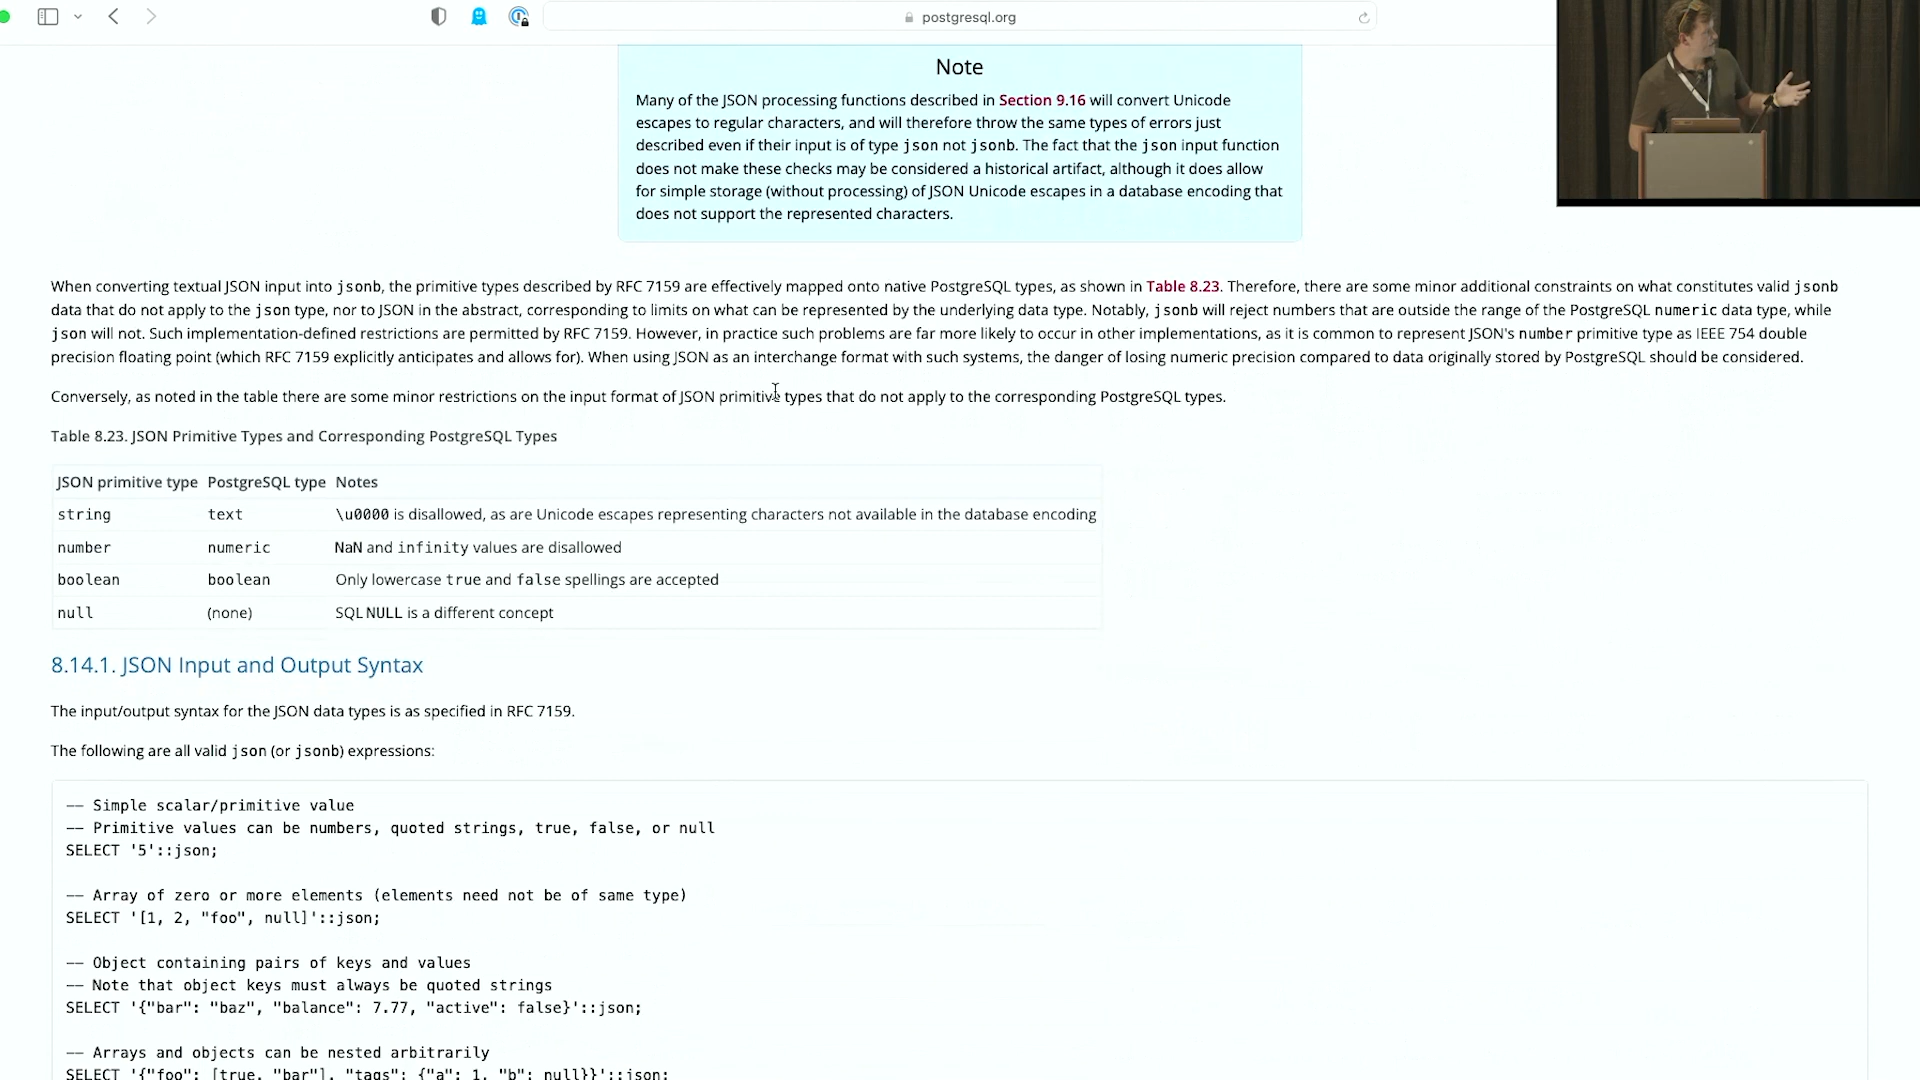 postgresql.org
Note
Many of the JSON processing functions described in Section 9.16 will convert Unicode
escapes to regular characters, and will therefore throw the same types of errors just
described even if their input is of type json not jsonb. The fact that the json input function
does not make these checks may be considered a historical artifact, although it does allow
for simple storage (without processing) of JSON Unicode escapes in a database encoding that
does not support the represented characters.
When converting textual JSON input into jsonb, the primitive types described by RFC 7159 are effectively mapped onto native PostgreSQL types, as shown in Table 8.23. Therefore, there are some minor additional constraints on what constitutes valid jsonb
data that do not apply to the json type, nor to JSON in the abstract, corresponding to limits on what can be represented by the underlying data type. Notably, jsonb will reject numbers that are outside the range of the PostgreSQL numeric data type, while
json will not. Such implementation-defined restrictions are permitted by RFC 7159. However, in practice such problems are far more likely to occur in other implementations, as it is common to represent JSON's number primitive type as IEEE 754 double
precision floating point (which RFC 7159 explicitly anticipates and allows for). When using JSON as an interchange format with such systems, the danger of losing numeric precision compared to data originally stored by PostgreSQL should be considered.
Conversely, as noted in the table there are some minor restrictions on the input format of JSON primitive types that do not apply to the corresponding PostgreSQL types.
Table 8.23. JSON Primitive Types and Corresponding PostgreSQL Types
JSON primitive type PostgreSQL type Notes
string text \u0000 is disallowed, as are Unicode escapes representing characters not available in the database encoding
number numeric NaN and infinity values are disallowed
boolean boolean Only lowercase true and false spellings are accepted
null (none) SQL NULL is a different concept
8.14.1. JSON Input and Output Syntax
The input/output syntax for the JSON data types is as specified in RFC 7159.
The following are all valid json (or jsonb) expressions:
-- Simple scalar/primitive value
-- Primitive values can be numbers, quoted strings, true, false, or null
SELECT '5'::json;
-- Array of zero or more elements (elements need not be of same type)
SELECT '[1, 2, "foo", null]'::json;
-- Object containing pairs of keys and values
-- Note that object keys must always be quoted strings
SELECT '{"bar": "baz", "balance": 7.77, "active": false}'::json;
-- Arrays and objects can be nested arbitrarily
SELECT '{"foo": [true, "bar"], "tags": {"a": 1, "b": null}}'::json;